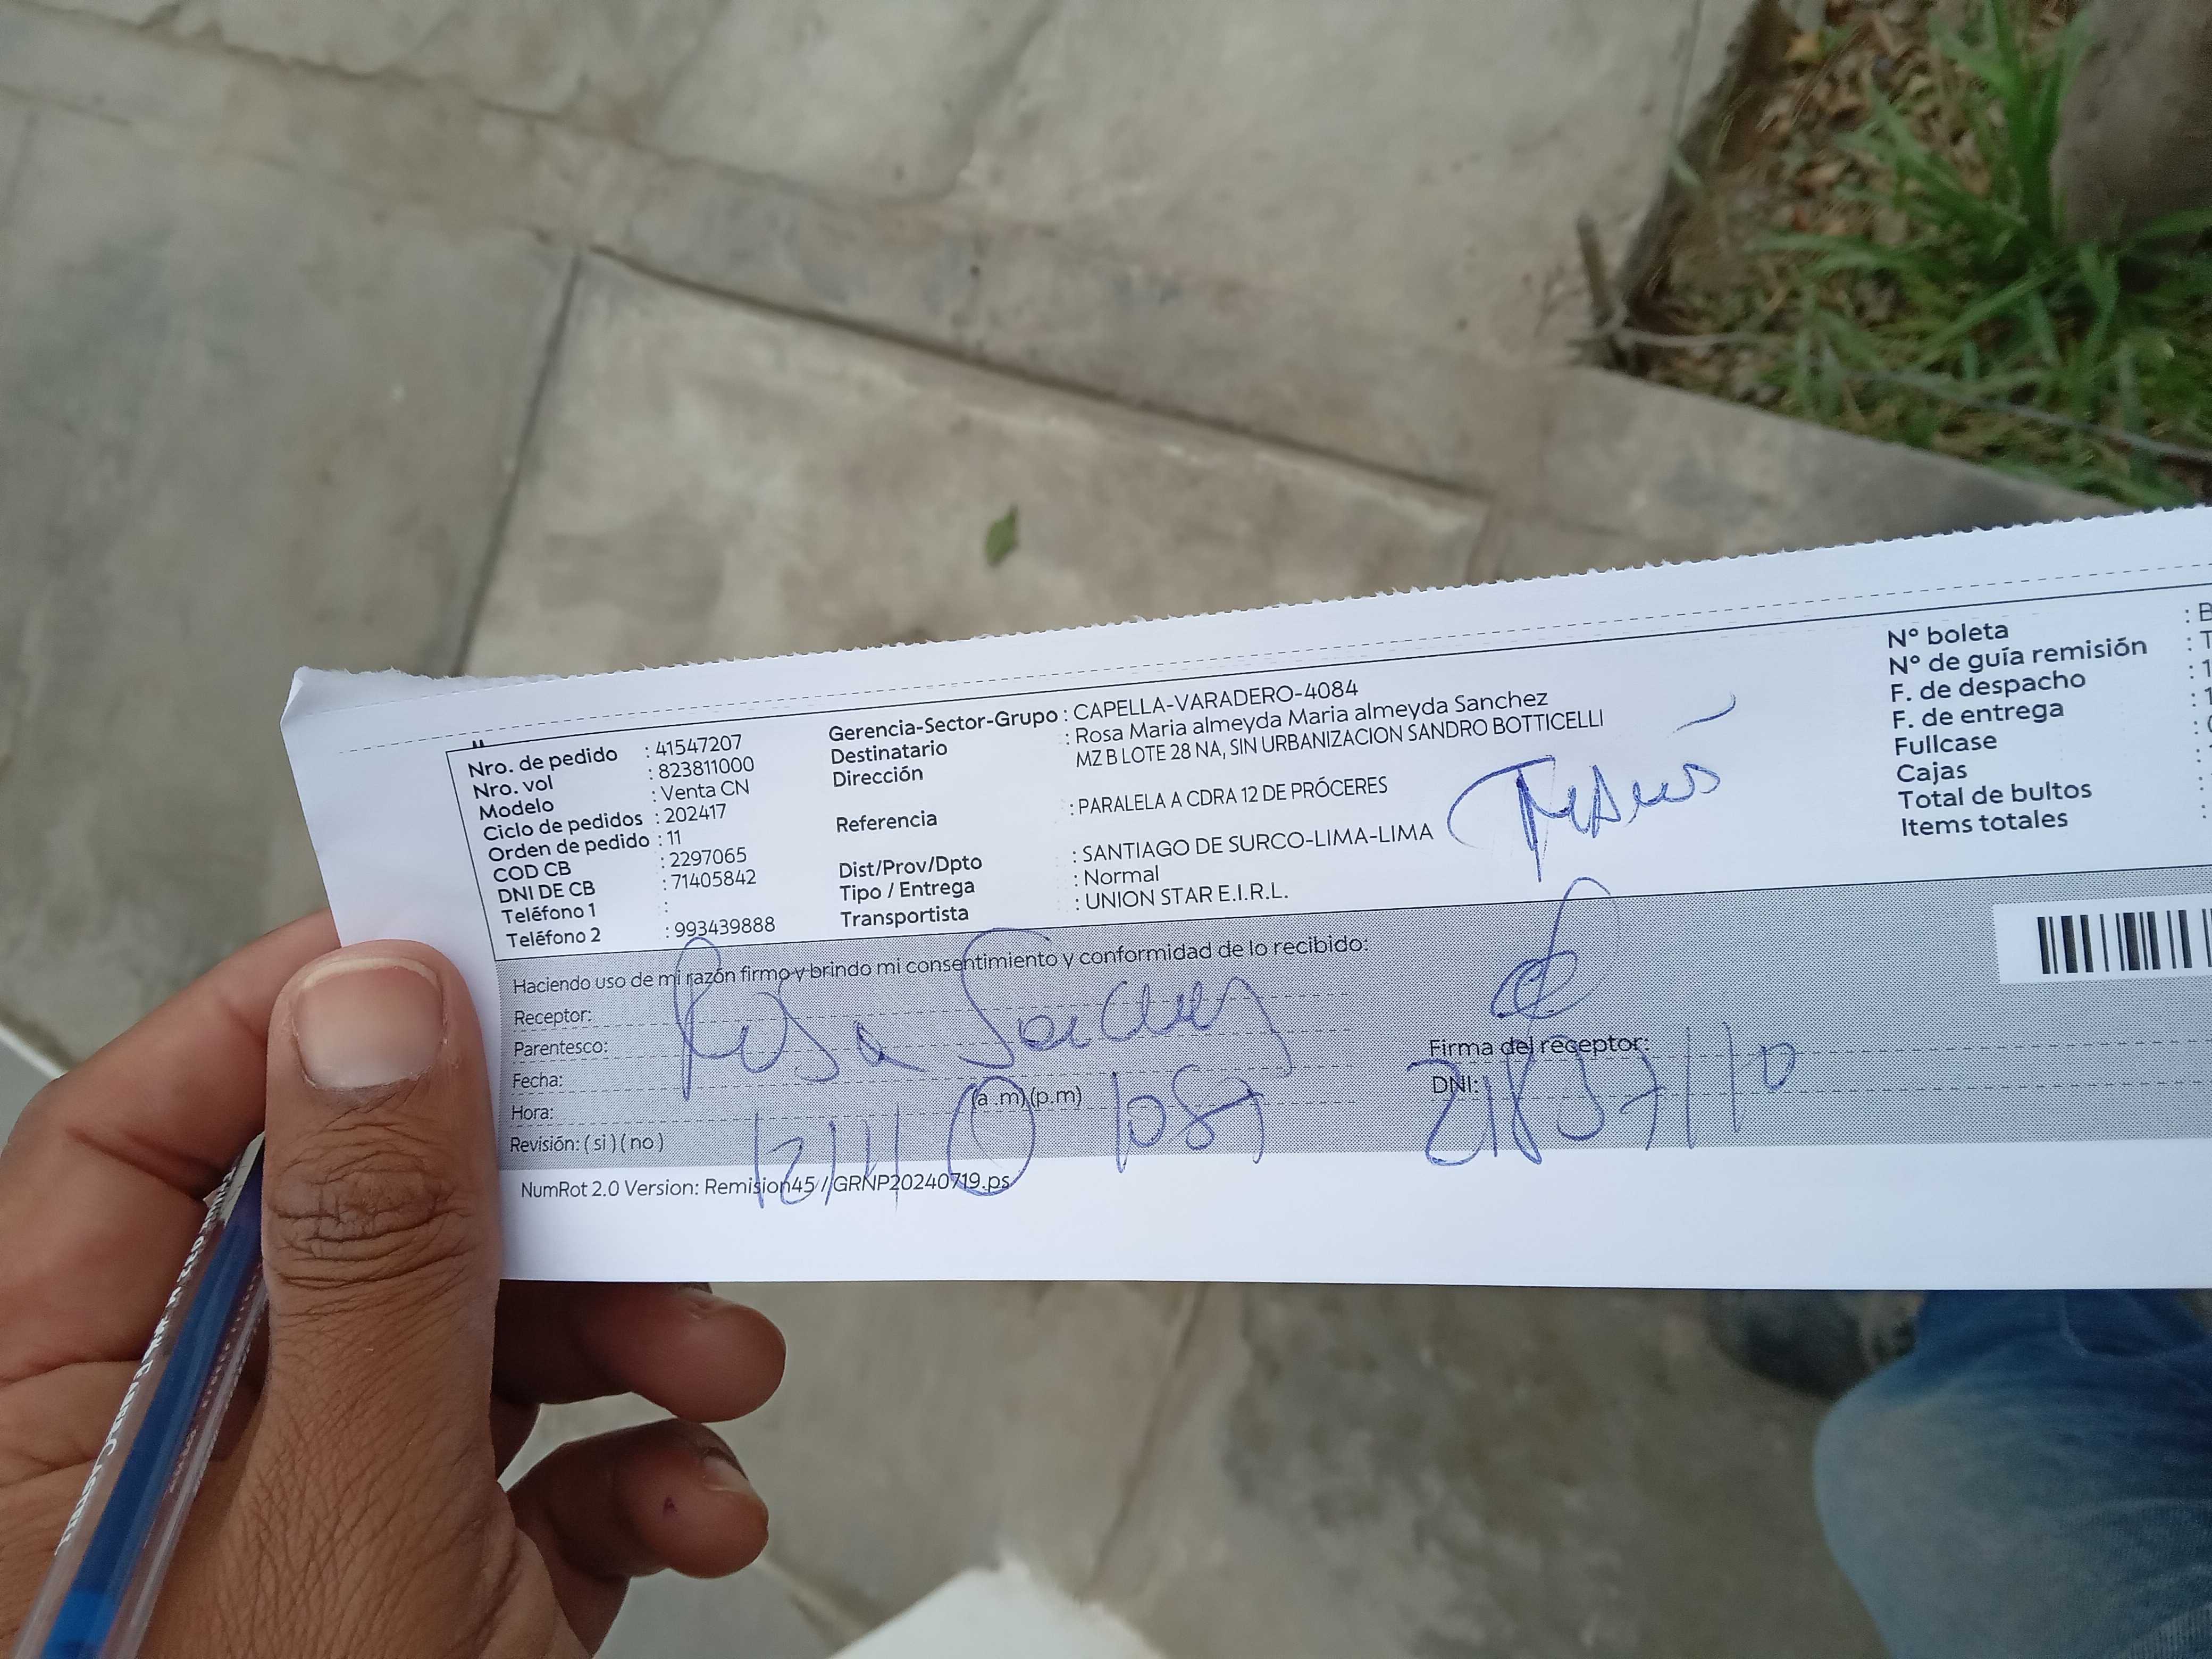 Nro. de pedido : 41547207
Nro. vol : 823811000
Modelo : Venta CN
Ciclo de pedidos : 202417
Orden de pedido : 11
COD CB : 2297065
DNI DE CB : 71405842
Teléfono 1 :
Teléfono 2 : 993439888
Gerencia-Sector-Grupo : CAPELLA-VARADERO-4084
Destinatario : Rosa Maria almeyda Maria almeyda Sanchez
Dirección MZ B LOTE 28 NA, SIN URBANIZACION SANDRO BOTTICELLI
Referencia : PARALELA A CDRA 12 DE PRÓCERES
Dist/Prov/Dpto : SANTIAGO DE SURCO-LIMA-LIMA
Tipo / Entrega : Normal
Transportista : UNION STAR E.I.R.L.
Nº boleta : B
Nº de guía remisión : T
F. de despacho : 1
F. de entrega : 1
Fullcase
Cajas :
Total de bultos :
Items totales :
Haciendo uso de mi razón firmo y brindo mi consentimiento y conformidad de lo recibido:
Receptor: Rosa Sanchez
Parentesco:
Fecha:
Hora: (a.m)(p.m)
Revisión: ( si ) ( no )
Firma del receptor:
DNI:
NumRot 2.0 Version: Remision45 / GRNP20240719.ps